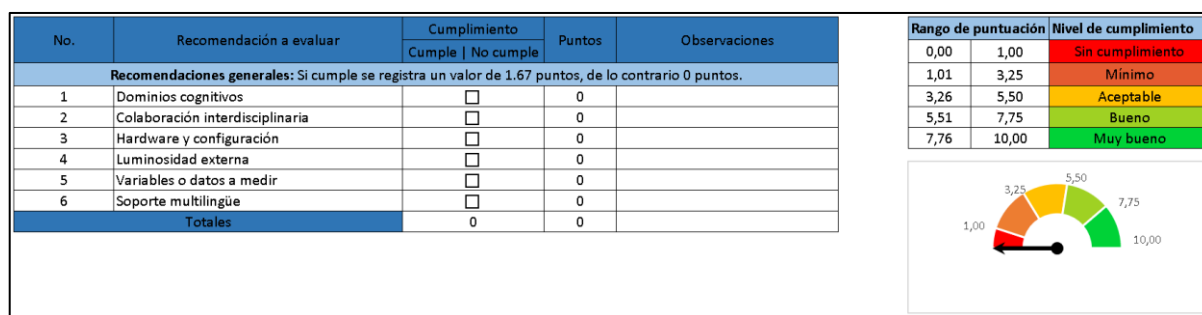 No. Recomendación a evaluar Cumplimiento Puntos Observaciones
Cumple | No cumple
Recomendaciones generales: Si cumple se registra un valor de 1.67 puntos, de lo contrario 0 puntos.
1 Dominios cognitivos 0
2 Colaboración interdisciplinaria 0
3 Hardware y configuración 0
4 Luminosidad externa 0
5 Variables o datos a medir 0
6 Soporte multilingüe 0
Totales 0 0
Rango de puntuación Nivel de cumplimiento
0,00 1,00 Sin cumplimiento
1,01 3,25 Mínimo
3,26 5,50 Aceptable
5,51 7,75 Bueno
7,76 10,00 Muy bueno
5,50
3,25
7,75
1,00
10,00